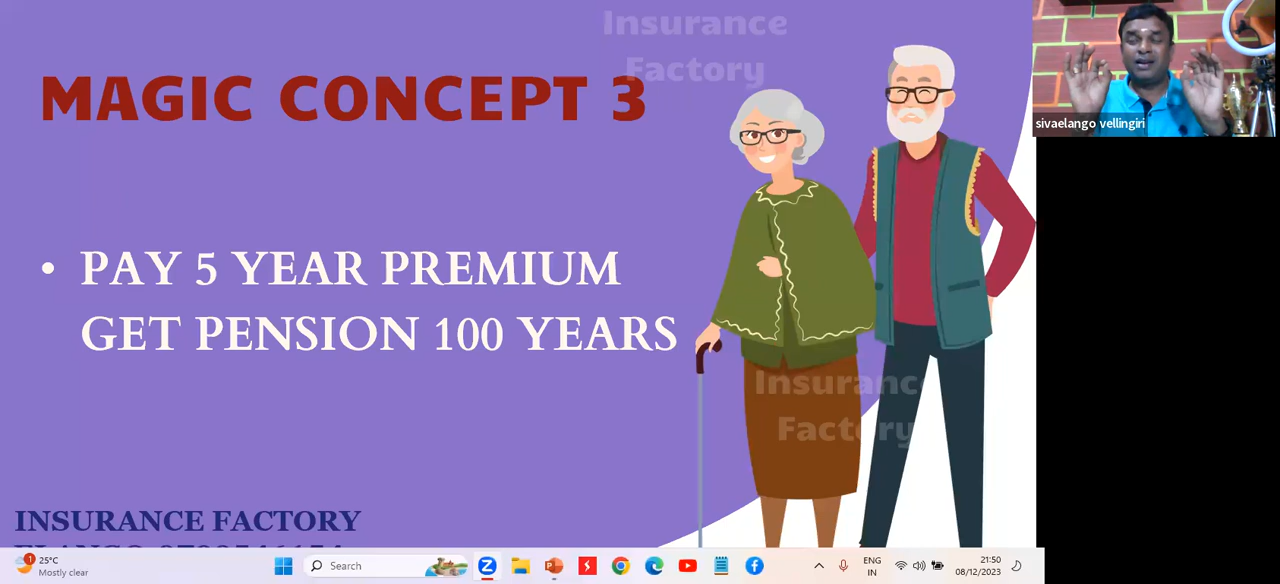 Insurance
Factory
MAGIC CONCEPT 3
sivaelango vellingiri
• PAY 5 YEAR PREMIUM
GET PENSION 100 YEARS
Insurance
Factory
INSURANCE FACTORY
1
25°C
Mostly clear
Search
ENG
IN
21:50
08/12/2023